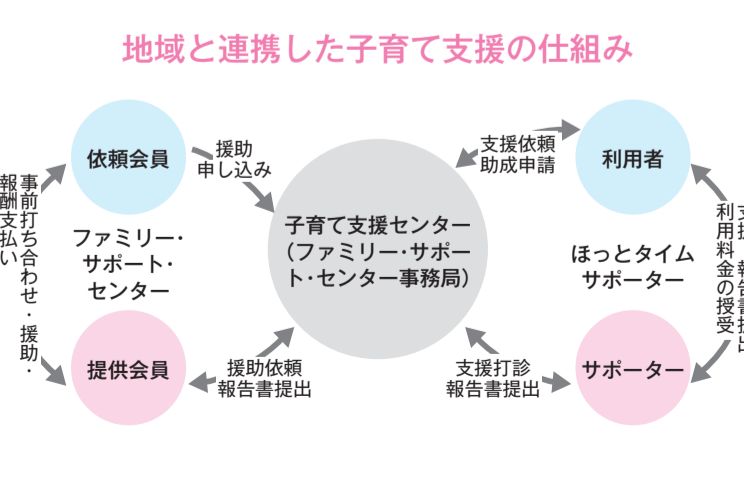 地域と連携した子育て支援の仕組み
依頼会員
援助
申し込み
支援依頼
助成申請
利用者
事前打ち合わせ・援助・
報酬支払い
ファミリー・
サポート・
センター
子育て支援センター
（ファミリー・サポー
ト・センター事務局）
ほっとタイム
サポーター
利用料金の授受
提供会員
援助依頼
報告書提出
支援打診
報告書提出
サポーター